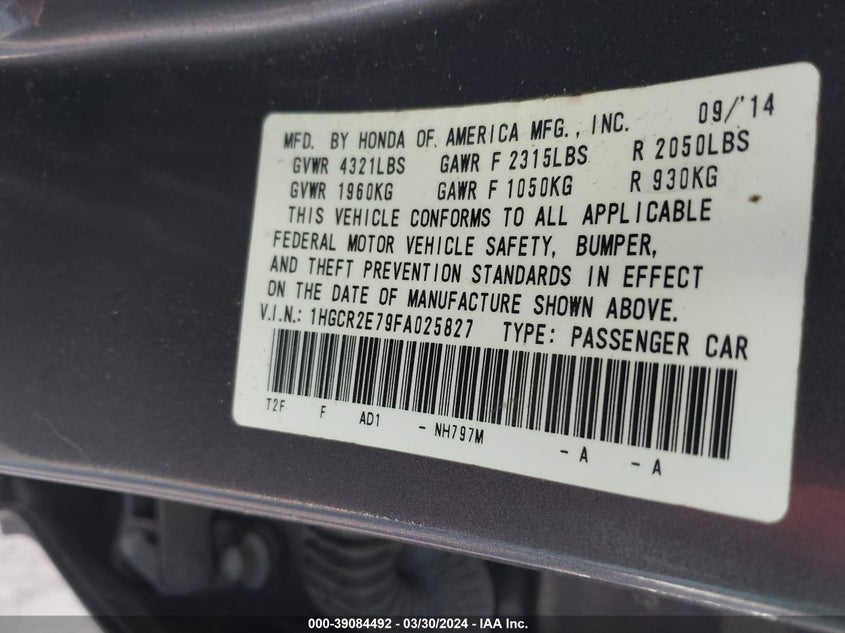 MFD. BY HONDA OF AMERICA MFG., INC. 09/'14
GVWR 4321LBS GAWR F 2315LBS R 2050LBS
GVWR 1960KG GAWR F 1050KG R 930KG
THIS VEHICLE CONFORMS TO ALL APPLICABLE
FEDERAL MOTOR VEHICLE SAFETY, BUMPER,
AND THEFT PREVENTION STANDARDS IN EFFECT
ON THE DATE OF MANUFACTURE SHOWN ABOVE.
V.I.N.: 1HGCR2E79FA025827 TYPE: PASSENGER CAR
T2F F AD1 - NH797M - A - A
000-39084492 - 03/30/2024 - IAA Inc.